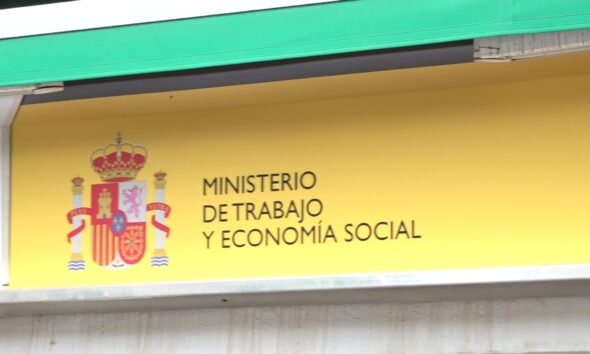 MINISTERIO
DE TRABAJO
Y ECONOMÍA SOCIAL